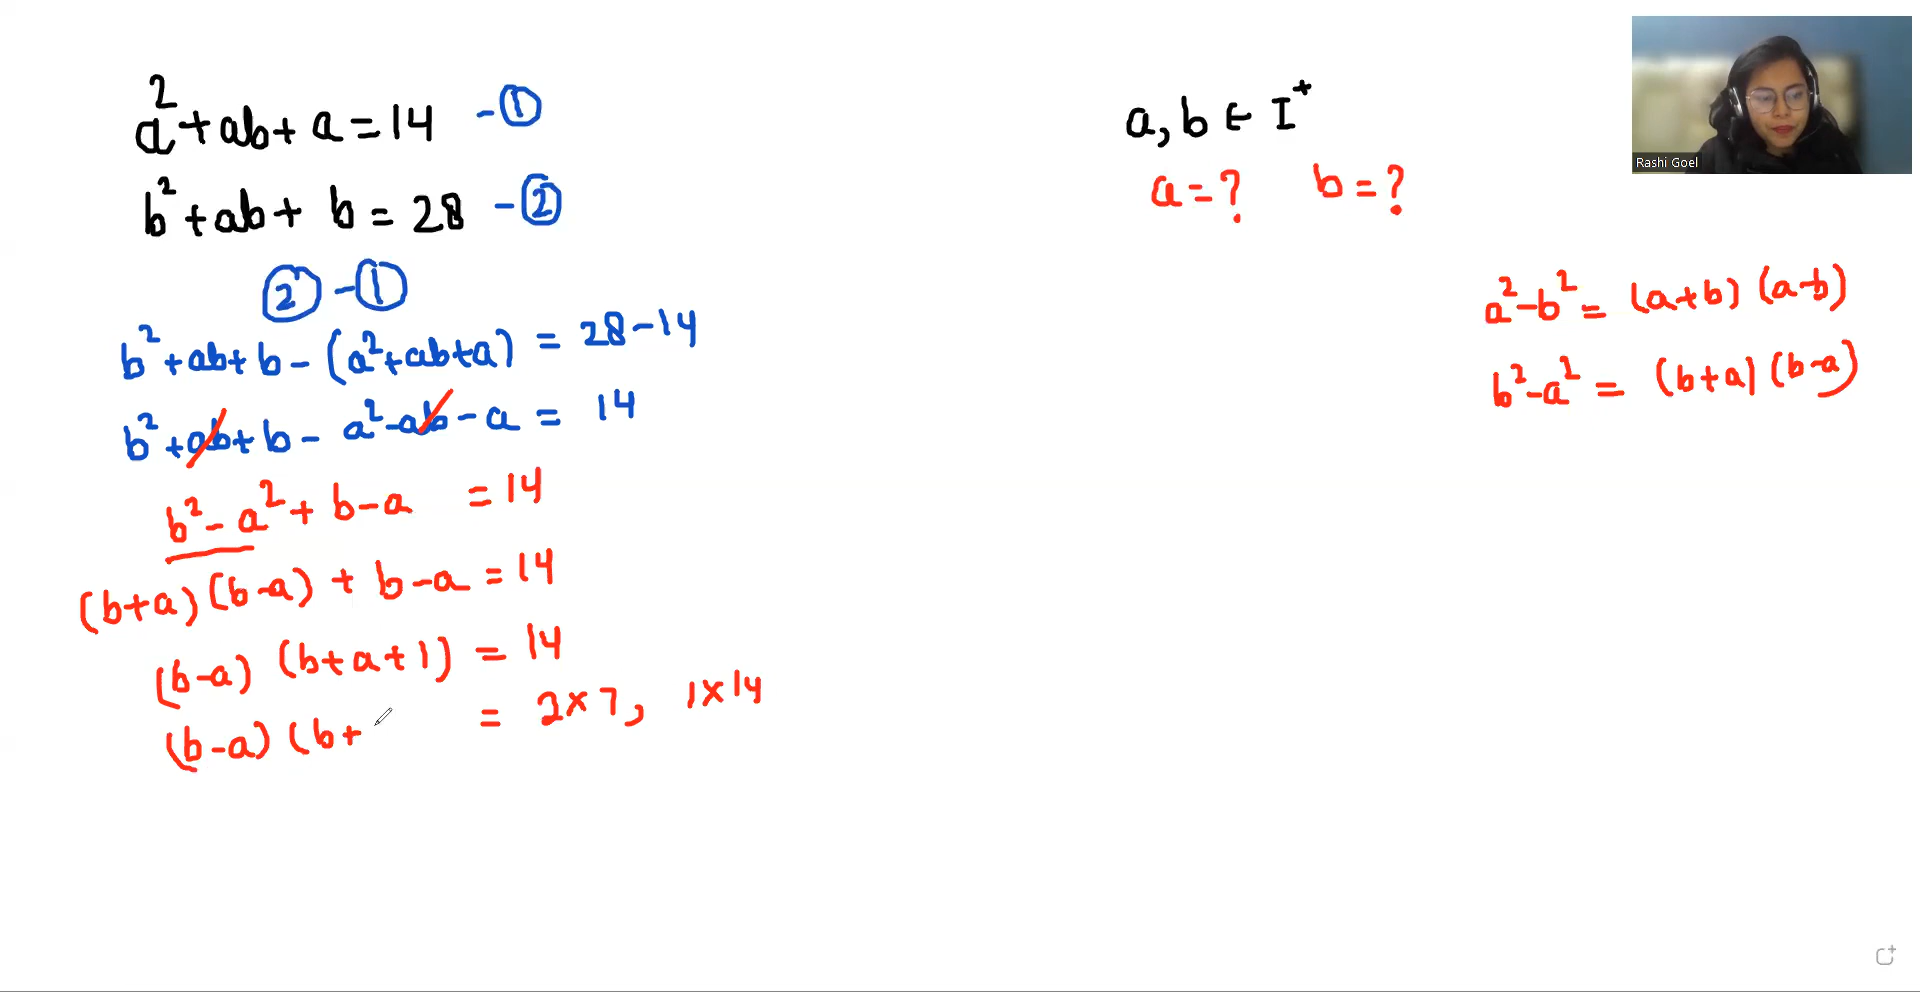 a²+ab+a=14 -①
b²+ab+b=28 -②
②-①
b²+ab+b-(a²+ab+a) = 28-14
b²+ab+b-a²-ab-a = 14
b²-a²+b-a = 14
(b+a)(b-a)+b-a=14
(b-a)(b+a+1) = 14
(b-a)(b+ = 2×7, 1×14
a, b ∈ I⁺
a=? b=?
a²-b² = (a+b)(a-b)
b²-a² = (b+a)(b-a)
Rashi Goel